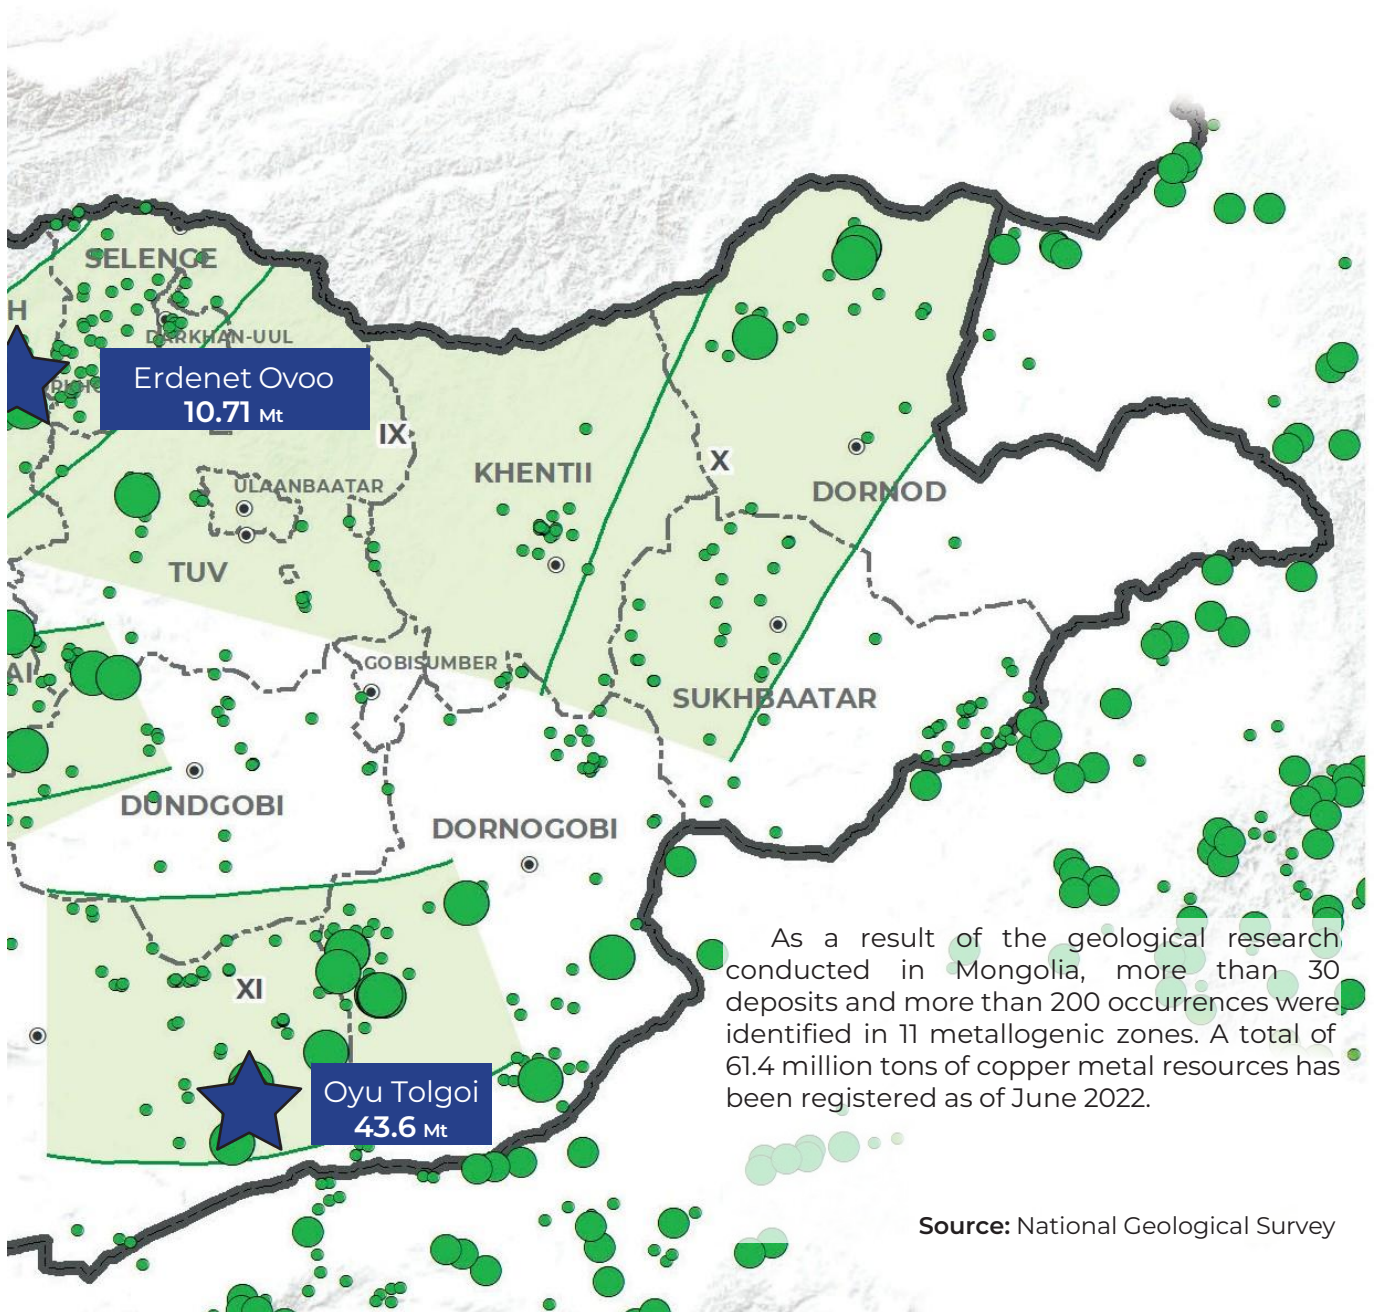 SELENGE
H
DARKHAN-UUL
Erdenet Ovoo
10.71 Mt
IX
KHENTII
X
ULAANBAATAR
DORNOD
TUV
GOBISUMBER
AI
SUKHBAATAR
DUNDGOBI
DORNOGOBI
XI
As a result of the geological research
conducted in Mongolia, more than 30
deposits and more than 200 occurrences were
identified in 11 metallogenic zones. A total of
61.4 million tons of copper metal resources has
been registered as of June 2022.
Oyu Tolgoi
43.6 Mt
Source: National Geological Survey